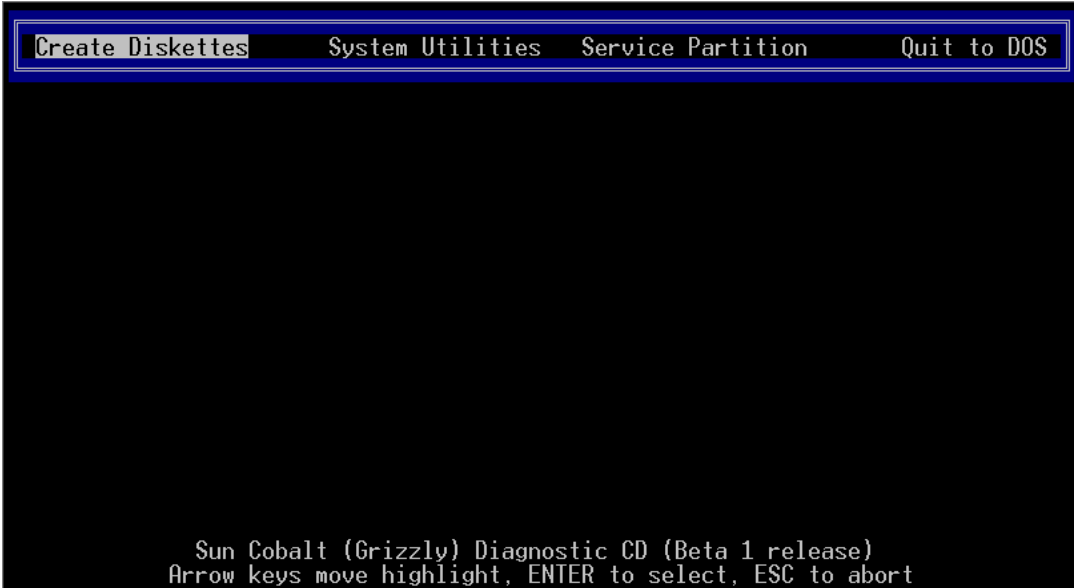 Create Diskettes System Utilities Service Partition Quit to DOS
Sun Cobalt (Grizzly) Diagnostic CD (Beta 1 release)
Arrow keys move highlight, ENTER to select, ESC to abort